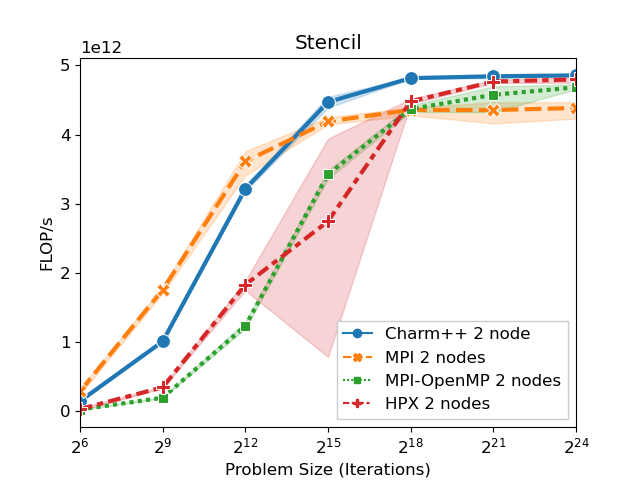 Stencil
1e12
5
4
3
2
1
0
FLOP/s
2^6 2^9 2^12 2^15 2^18 2^21 2^24
Problem Size (Iterations)
Charm++ 2 node
MPI 2 nodes
MPI-OpenMP 2 nodes
HPX 2 nodes